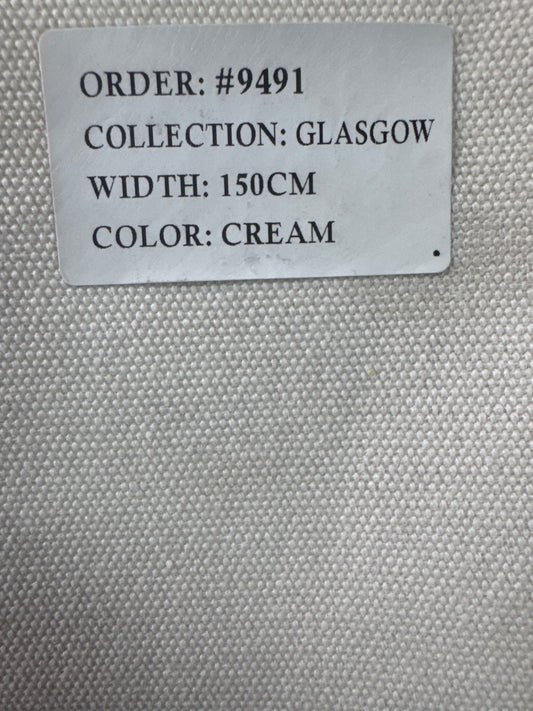 ORDER: #9491
COLLECTION: GLASGOW
WIDTH: 150CM
COLOR: CREAM